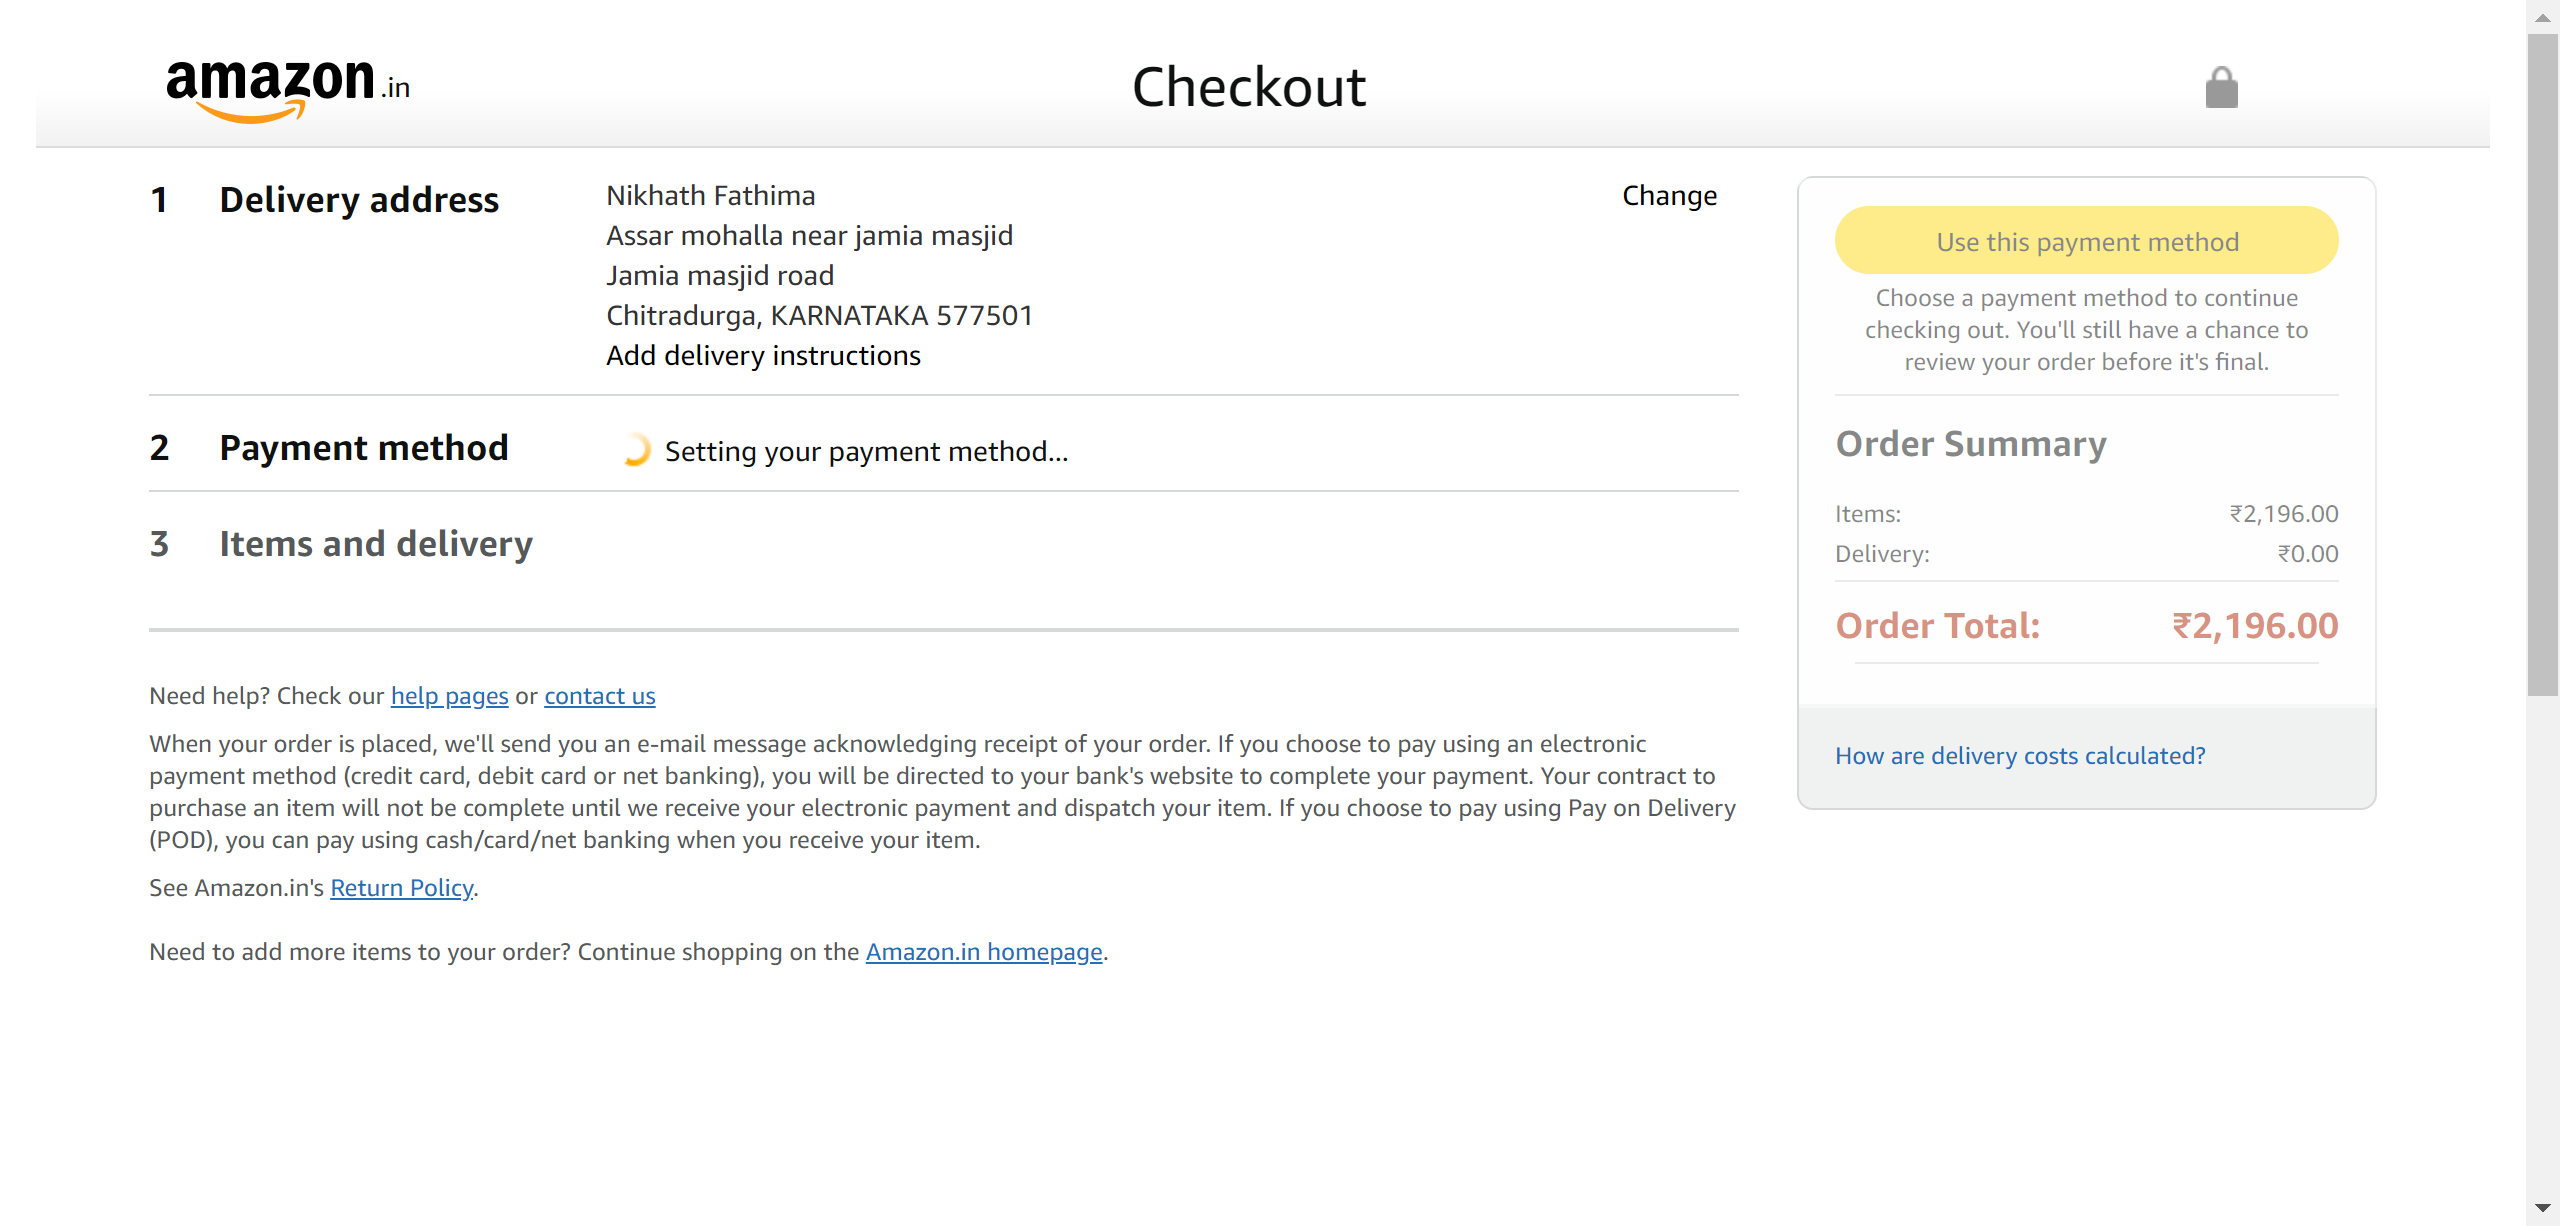 amazon.in
Checkout
1 Delivery address
Nikhath Fathima
Assar mohalla near jamia masjid
Jamia masjid road
Chitradurga, KARNATAKA 577501
Add delivery instructions
Change
2 Payment method
Setting your payment method...
3 Items and delivery
Need help? Check our help pages or contact us
When your order is placed, we'll send you an e-mail message acknowledging receipt of your order. If you choose to pay using an electronic
payment method (credit card, debit card or net banking), you will be directed to your bank's website to complete your payment. Your contract to
purchase an item will not be complete until we receive your electronic payment and dispatch your item. If you choose to pay using Pay on Delivery
(POD), you can pay using cash/card/net banking when you receive your item.
See Amazon.in's Return Policy.
Need to add more items to your order? Continue shopping on the Amazon.in homepage.
Use this payment method
Choose a payment method to continue
checking out. You'll still have a chance to
review your order before it's final.
Order Summary
Items: ₹2,196.00
Delivery: ₹0.00
Order Total: ₹2,196.00
How are delivery costs calculated?